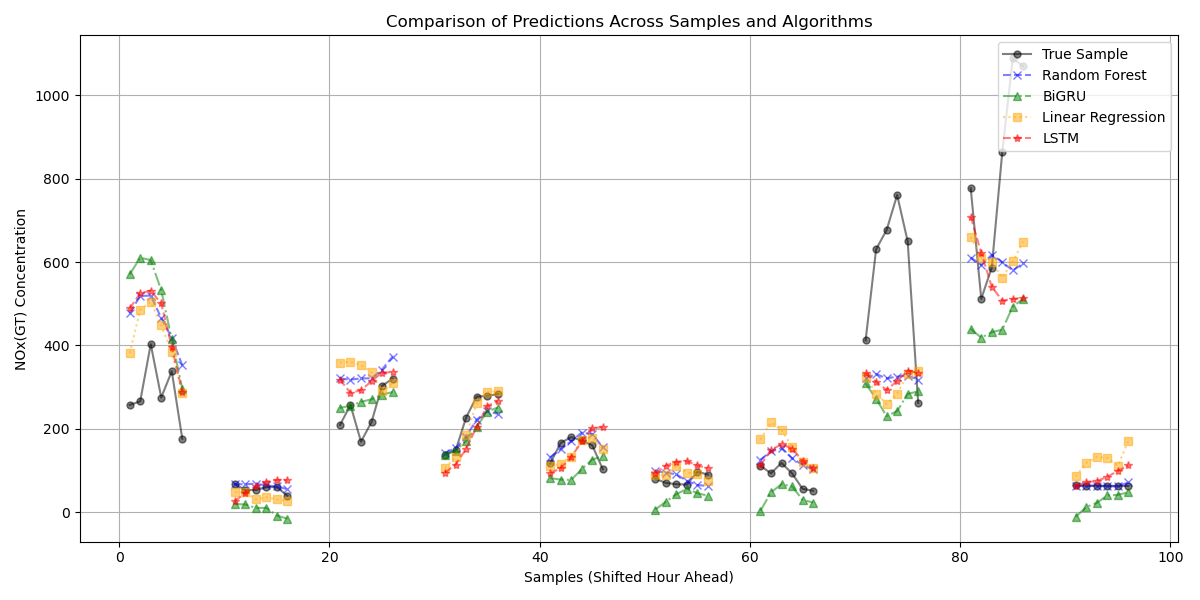 Comparison of Predictions Across Samples and Algorithms
NOx(GT) Concentration
1000
800
600
400
200
0
0
20
40
60
80
100
Samples (Shifted Hour Ahead)
True Sample
Random Forest
BiGRU
Linear Regression
LSTM